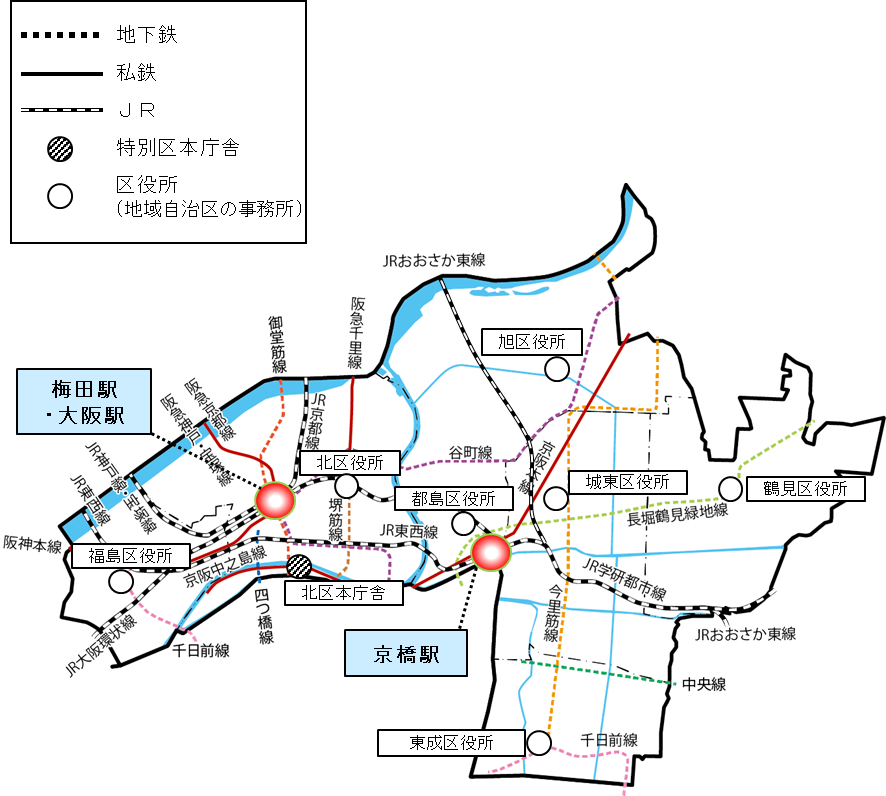 地下鉄
私鉄
ＪＲ
特別区本庁舎
区役所
(地域自治区の事務所)
JRおおさか東線
阪急千里線
御堂筋線
旭区役所
梅田駅
・大阪駅
阪急京都線
阪急神戸・宝塚線
JR京都線
谷町線
京阪本線
北区役所
都島区役所
城東区役所
鶴見区役所
長堀鶴見緑地線
JR神戸線・宝塚線
JR東西線
堺筋線
JR東西線
阪神本線
福島区役所
京阪中之島線
北区本庁舎
四つ橋線
今里筋線
JR学研都市線
JRおおさか東線
JR大阪環状線
千日前線
京橋駅
中央線
東成区役所
千日前線